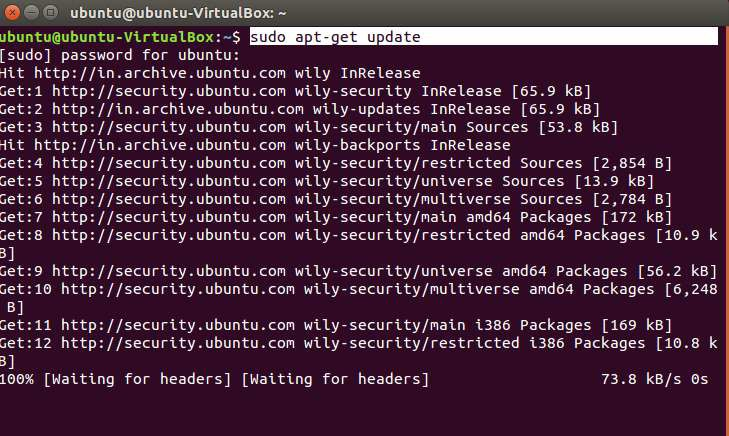 ubuntu@ubuntu-VirtualBox: ~
ubuntu@ubuntu-VirtualBox:~$ sudo apt-get update
[sudo] password for ubuntu:
Hit http://in.archive.ubuntu.com wily InRelease
Get:1 http://security.ubuntu.com wily-security InRelease [65.9 kB]
Get:2 http://in.archive.ubuntu.com wily-updates InRelease [65.9 kB]
Get:3 http://security.ubuntu.com wily-security/main Sources [53.8 kB]
Hit http://in.archive.ubuntu.com wily-backports InRelease
Get:4 http://security.ubuntu.com wily-security/restricted Sources [2,854 B]
Get:5 http://security.ubuntu.com wily-security/universe Sources [13.9 kB]
Get:6 http://security.ubuntu.com wily-security/multiverse Sources [2,784 B]
Get:7 http://security.ubuntu.com wily-security/main amd64 Packages [172 kB]
Get:8 http://security.ubuntu.com wily-security/restricted amd64 Packages [10.9 k
B]
Get:9 http://security.ubuntu.com wily-security/universe amd64 Packages [56.2 kB]
Get:10 http://security.ubuntu.com wily-security/multiverse amd64 Packages [6,248
 B]
Get:11 http://security.ubuntu.com wily-security/main i386 Packages [169 kB]
Get:12 http://security.ubuntu.com wily-security/restricted i386 Packages [10.8 k
B]
100% [Waiting for headers] [Waiting for headers] 73.8 kB/s 0s